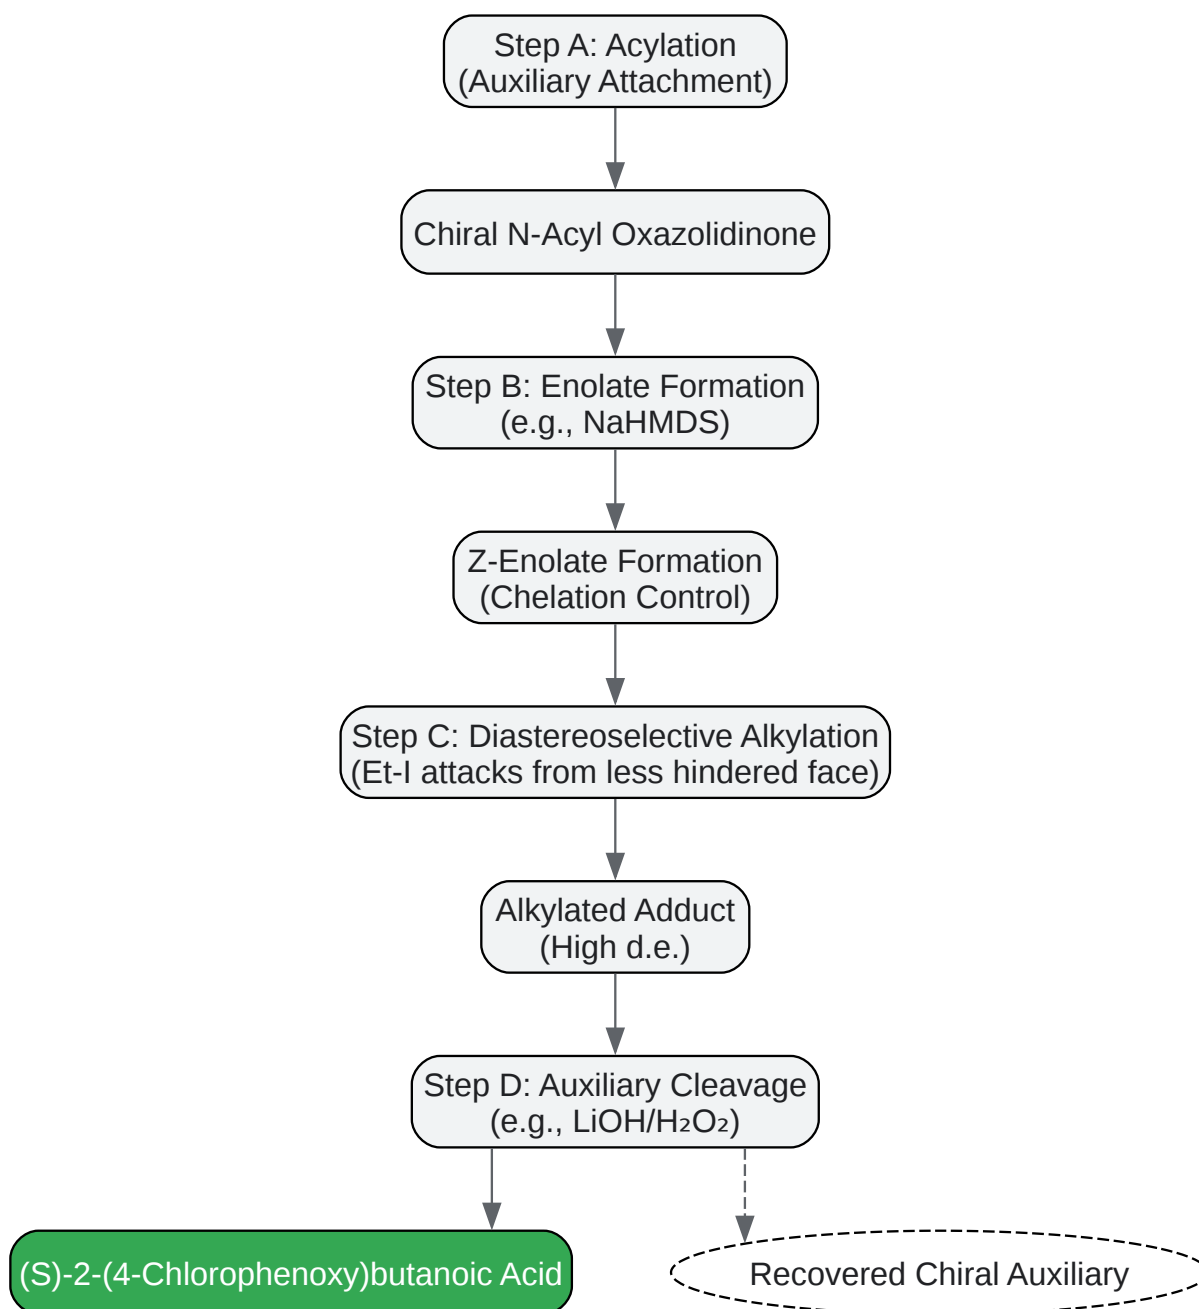 Step A: Acylation
(Auxiliary Attachment)
Chiral N-Acyl Oxazolidinone
Step B: Enolate Formation
(e.g., NaHMDS)
Z-Enolate Formation
(Chelation Control)
Step C: Diastereoselective Alkylation
(Et-I attacks from less hindered face)
Alkylated Adduct
(High d.e.)
Step D: Auxiliary Cleavage
(e.g., LiOH/H₂O₂)
(S)-2-(4-Chlorophenoxy)butanoic Acid
Recovered Chiral Auxiliary